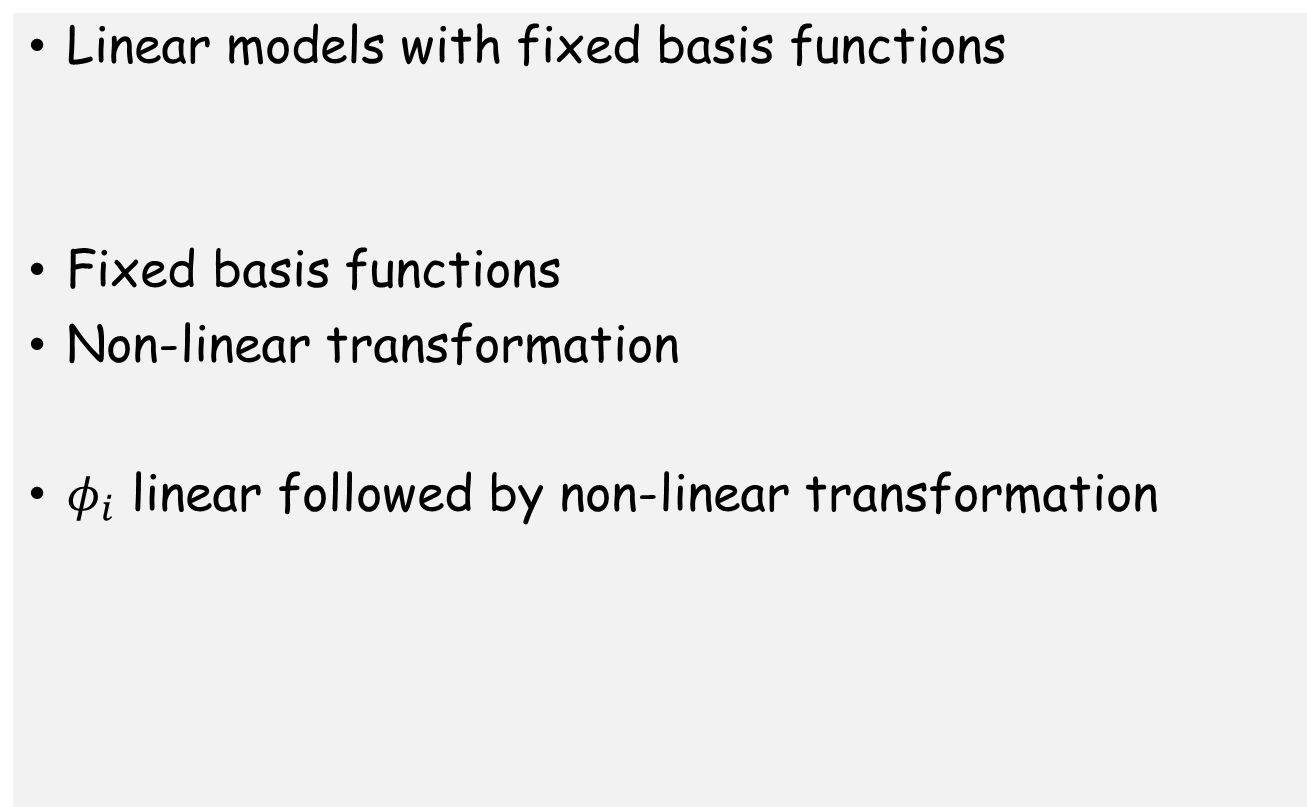 • Linear models with fixed basis functions
• Fixed basis functions
• Non-linear transformation
• 𝜙ᵢ linear followed by non-linear transformation